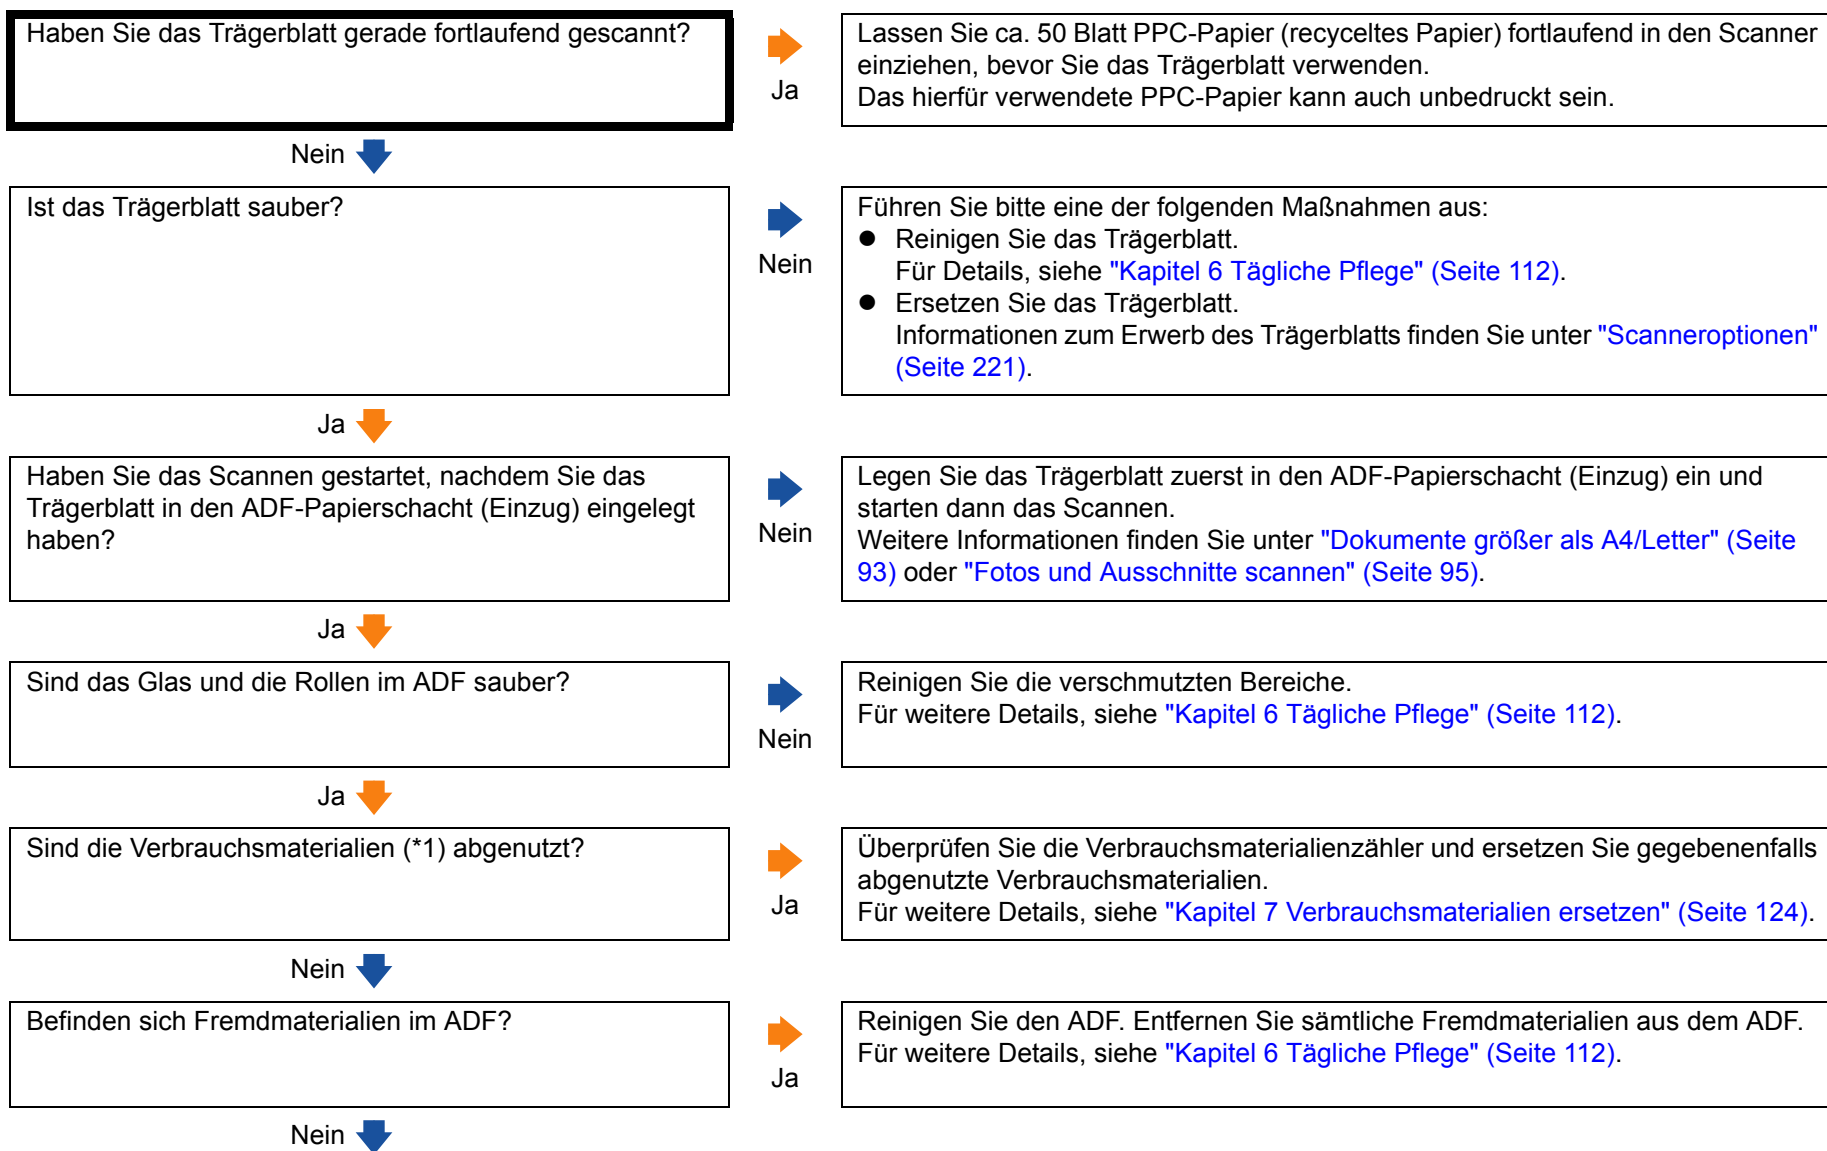 Haben Sie das Trägerblatt gerade fortlaufend gescannt?
Ja
Lassen Sie ca. 50 Blatt PPC-Papier (recyceltes Papier) fortlaufend in den Scanner
einziehen, bevor Sie das Trägerblatt verwenden.
Das hierfür verwendete PPC-Papier kann auch unbedruckt sein.
Nein
Ist das Trägerblatt sauber?
Nein
Führen Sie bitte eine der folgenden Maßnahmen aus:
● Reinigen Sie das Trägerblatt.
Für Details, siehe "Kapitel 6 Tägliche Pflege" (Seite 112).
● Ersetzen Sie das Trägerblatt.
Informationen zum Erwerb des Trägerblatts finden Sie unter "Scanneroptionen"
(Seite 221).
Ja
Haben Sie das Scannen gestartet, nachdem Sie das
Trägerblatt in den ADF-Papierschacht (Einzug) eingelegt
haben?
Nein
Legen Sie das Trägerblatt zuerst in den ADF-Papierschacht (Einzug) ein und
starten dann das Scannen.
Weitere Informationen finden Sie unter "Dokumente größer als A4/Letter" (Seite
93) oder "Fotos und Ausschnitte scannen" (Seite 95).
Ja
Sind das Glas und die Rollen im ADF sauber?
Nein
Reinigen Sie die verschmutzten Bereiche.
Für weitere Details, siehe "Kapitel 6 Tägliche Pflege" (Seite 112).
Ja
Sind die Verbrauchsmaterialien (*1) abgenutzt?
Ja
Überprüfen Sie die Verbrauchsmaterialienzähler und ersetzen Sie gegebenenfalls
abgenutzte Verbrauchsmaterialien.
Für weitere Details, siehe "Kapitel 7 Verbrauchsmaterialien ersetzen" (Seite 124).
Nein
Befinden sich Fremdmaterialien im ADF?
Ja
Reinigen Sie den ADF. Entfernen Sie sämtliche Fremdmaterialien aus dem ADF.
Für weitere Details, siehe "Kapitel 6 Tägliche Pflege" (Seite 112).
Nein